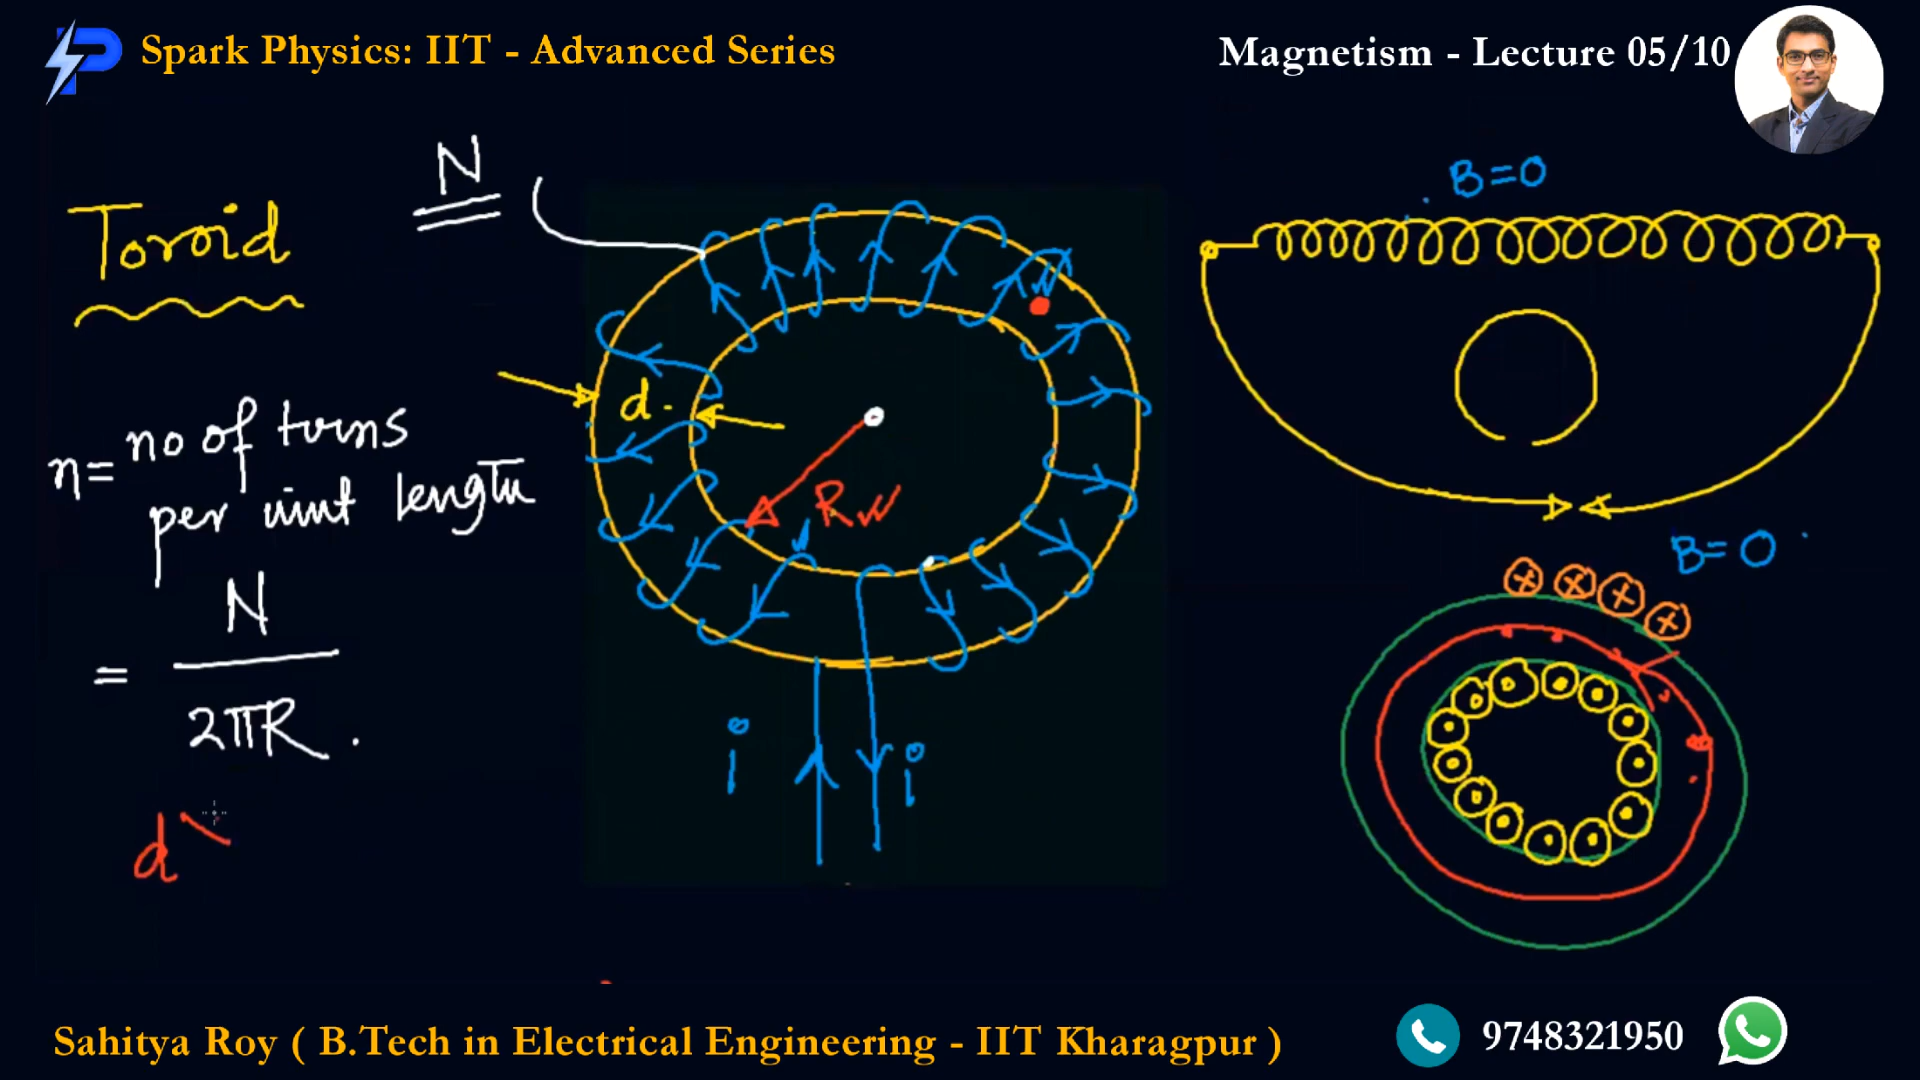 Spark Physics: IIT - Advanced Series
Magnetism - Lecture 05/10
N
Toroid
B=0
d.
n= no of turns
per uint length
R
= N
2πR.
B=0
i
i
d
Sahitya Roy ( B.Tech in Electrical Engineering - IIT Kharagpur )
9748321950